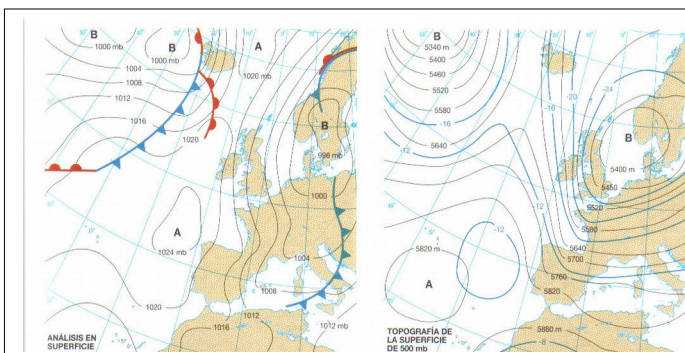 B
1000 mb
B
1000 mb
1004
1008
1012
1016
1020
A
1020 mb
B
996 mb
1000
A
1024 mb
1004
1008
1020
1016
1012
1012 mb
ANÁLISIS EN
SUPERFICIE
B
5340 m
5400
5460
5520
5580
-16
5640
-12
-16
-20
-24
B
5400 m
5450
5520
5580
5640
5700
5760
5820
-12
-12
5820 m
A
5880 m
-8
TOPOGRAFÍA DE
LA SUPERFICIE
DE 500 mb